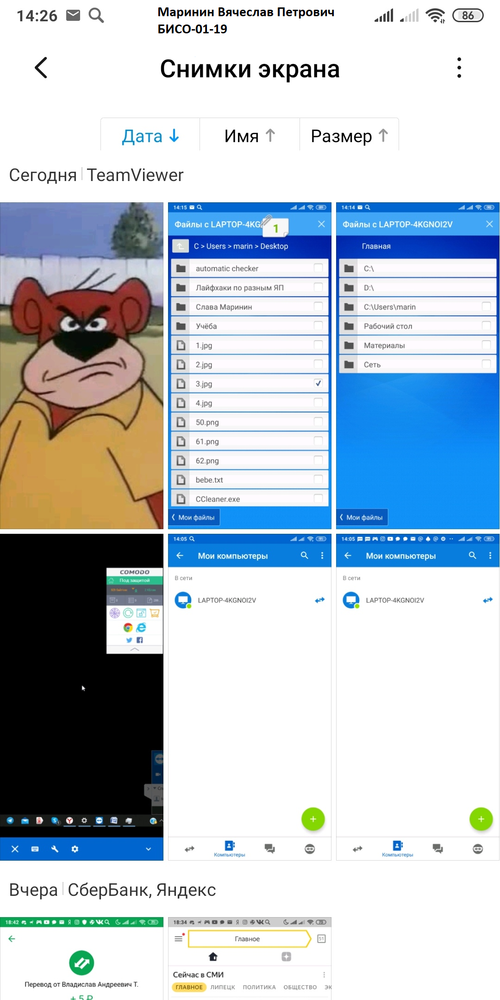 14:26
Маринин Вячеслав Петрович
БИСО-01-19
86
Снимки экрана
Дата Имя Размер
Сегодня TeamViewer
14:15 89
Файлы с LAPTOP-4KG
1
C > Users > marin > Desktop
automatic checker
Лайфхаки по разным ЯП
Слава Маринин
Учёба
1.jpg
2.jpg
3.jpg
4.jpg
50.png
61.png
62.png
bebe.txt
CCleaner.exe
Мои файлы
14:14 90
Файлы с LAPTOP-4KGNOI2V
Главная
C:\
D:\
C:\Users\marin
Рабочий стол
Материалы
Сеть
Мои файлы
COMODO
Под защитой
14:05 91
Мои компьютеры
В сети
LAPTOP-4KGNOI2V
Компьютеры
14:05 91
Мои компьютеры
В сети
LAPTOP-4KGNOI2V
Компьютеры
Вчера СберБанк, Яндекс
18:42 71
Перевод от Владислав Андреевич Т.
+ 5 ₽
18:34 73
Главное
51
Сейчас в СМИ
ГЛАВНОЕ ЛИПЕЦК ПОЛИТИКА ОБЩЕСТВО ЭК